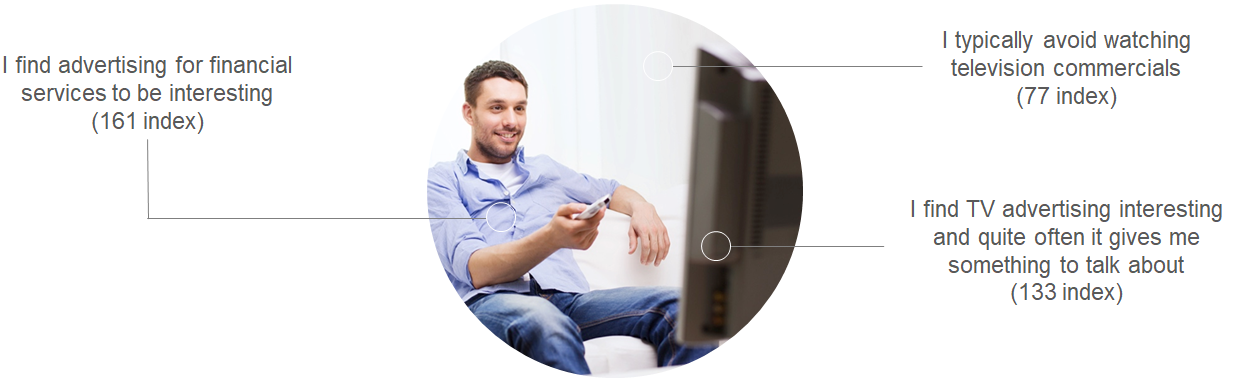 I find advertising for financial
services to be interesting
(161 index)
I typically avoid watching
television commercials
(77 index)
I find TV advertising interesting
and quite often it gives me
something to talk about
(133 index)